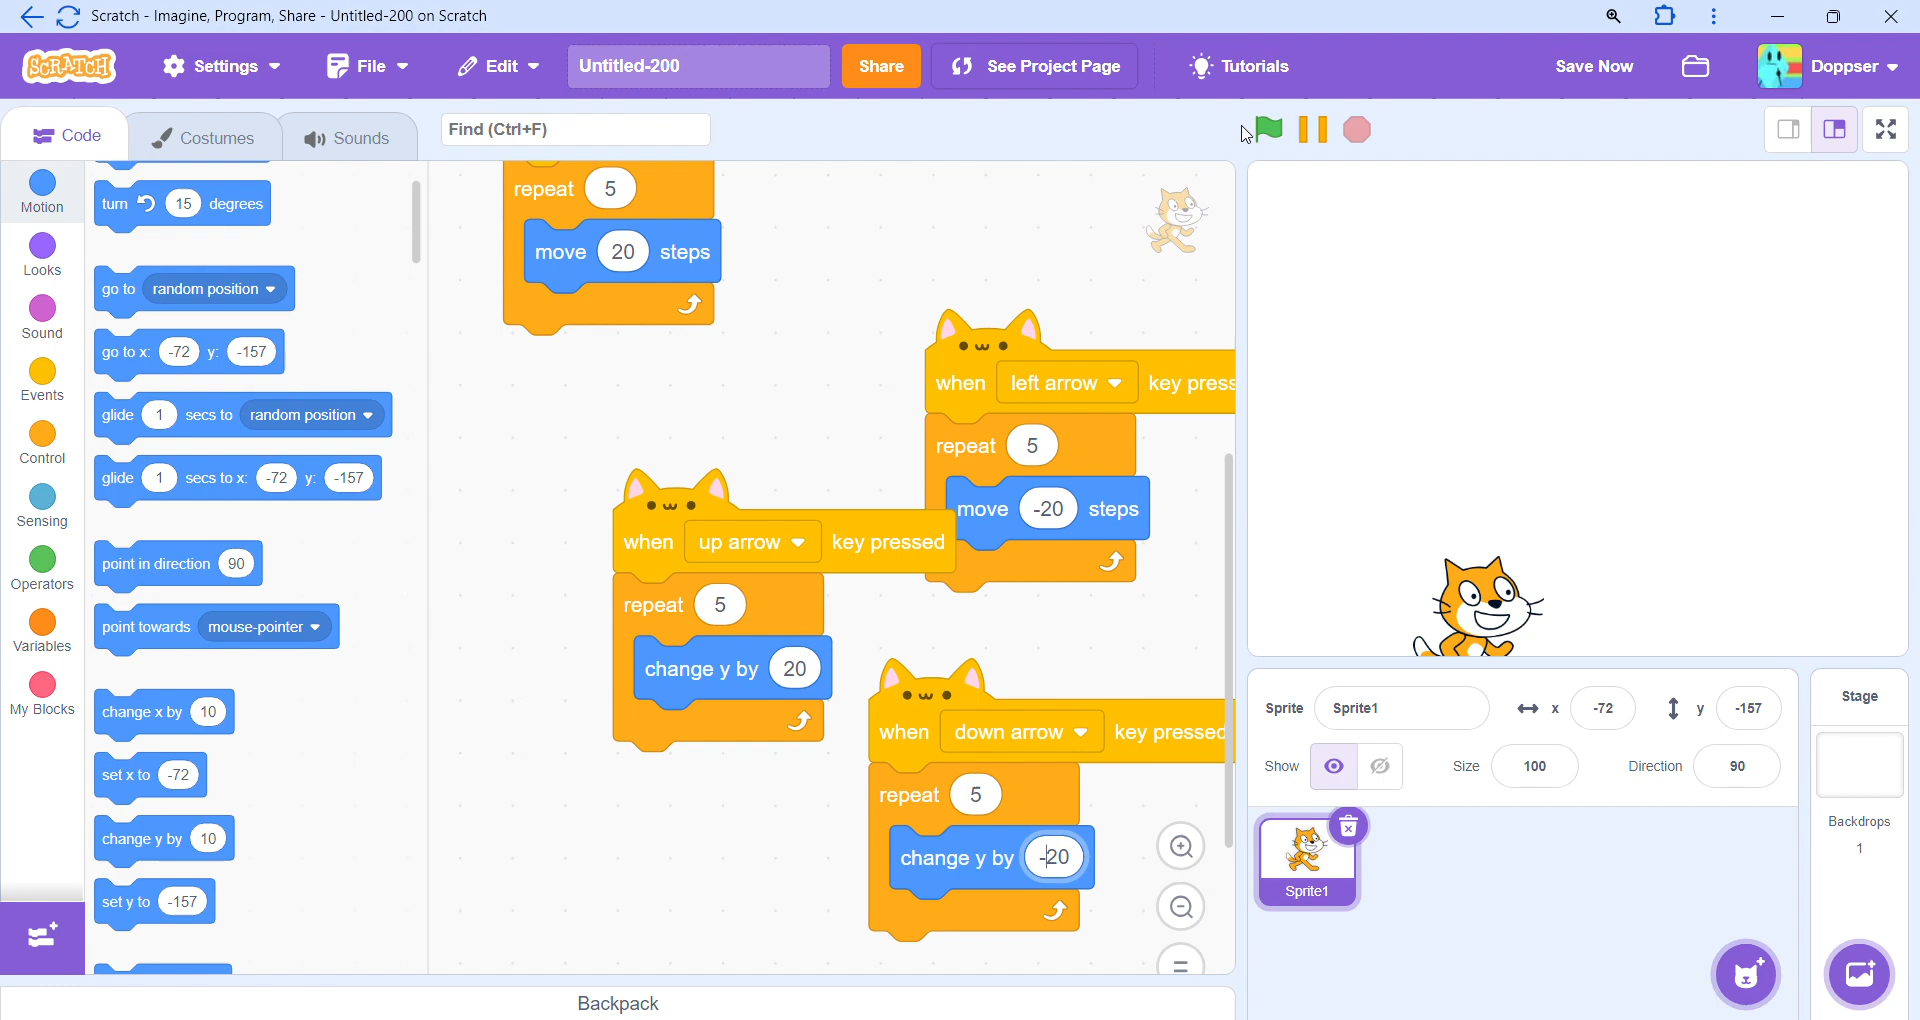 Scratch - Imagine, Program, Share - Untitled-200 on Scratch
SCRATCH
Settings
File
Edit
Untitled-200
Share
See Project Page
Tutorials
Save Now
Doppser
Code
Costumes
Sounds
Find (Ctrl+F)
Motion
Looks
Sound
Events
Control
Sensing
Operators
Variables
My Blocks
turn 15 degrees
go to random position
go to x: -72 y: -157
glide 1 secs to random position
glide 1 secs to x: -72 y: -157
point in direction 90
point towards mouse-pointer
change x by 10
set x to -72
change y by 10
set y to -157
repeat 5
move 20 steps
when left arrow key press
repeat 5
move -20 steps
when up arrow key pressed
repeat 5
change y by 20
when down arrow key pressed
repeat 5
change y by -20
Backpack
Sprite Sprite1 x -72 y -157
Show Size 100 Direction 90
Sprite1
Stage
Backdrops
1